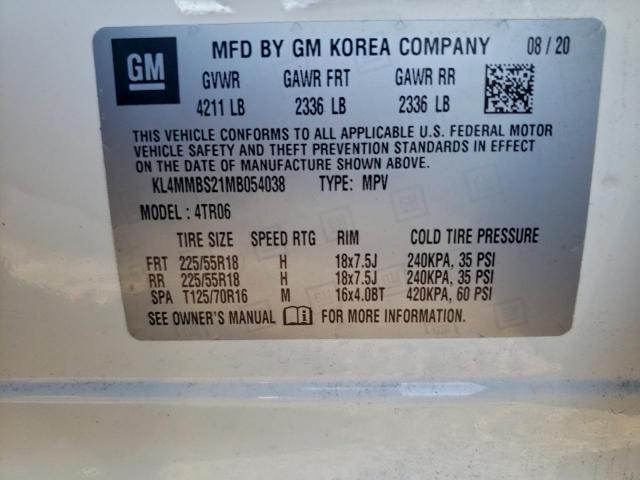 GM MFD BY GM KOREA COMPANY 08 / 20
GVWR GAWR FRT GAWR RR
4211 LB 2336 LB 2336 LB
THIS VEHICLE CONFORMS TO ALL APPLICABLE U.S. FEDERAL MOTOR
VEHICLE SAFETY AND THEFT PREVENTION STANDARDS IN EFFECT
ON THE DATE OF MANUFACTURE SHOWN ABOVE.
KL4MMBS21MB054038 TYPE: MPV
MODEL : 4TR06
TIRE SIZE SPEED RTG RIM COLD TIRE PRESSURE
FRT 225/55R18 H 18x7.5J 240KPA, 35 PSI
RR 225/55R18 H 18x7.5J 240KPA, 35 PSI
SPA T125/70R16 M 16x4.0BT 420KPA, 60 PSI
SEE OWNER'S MANUAL i FOR MORE INFORMATION.